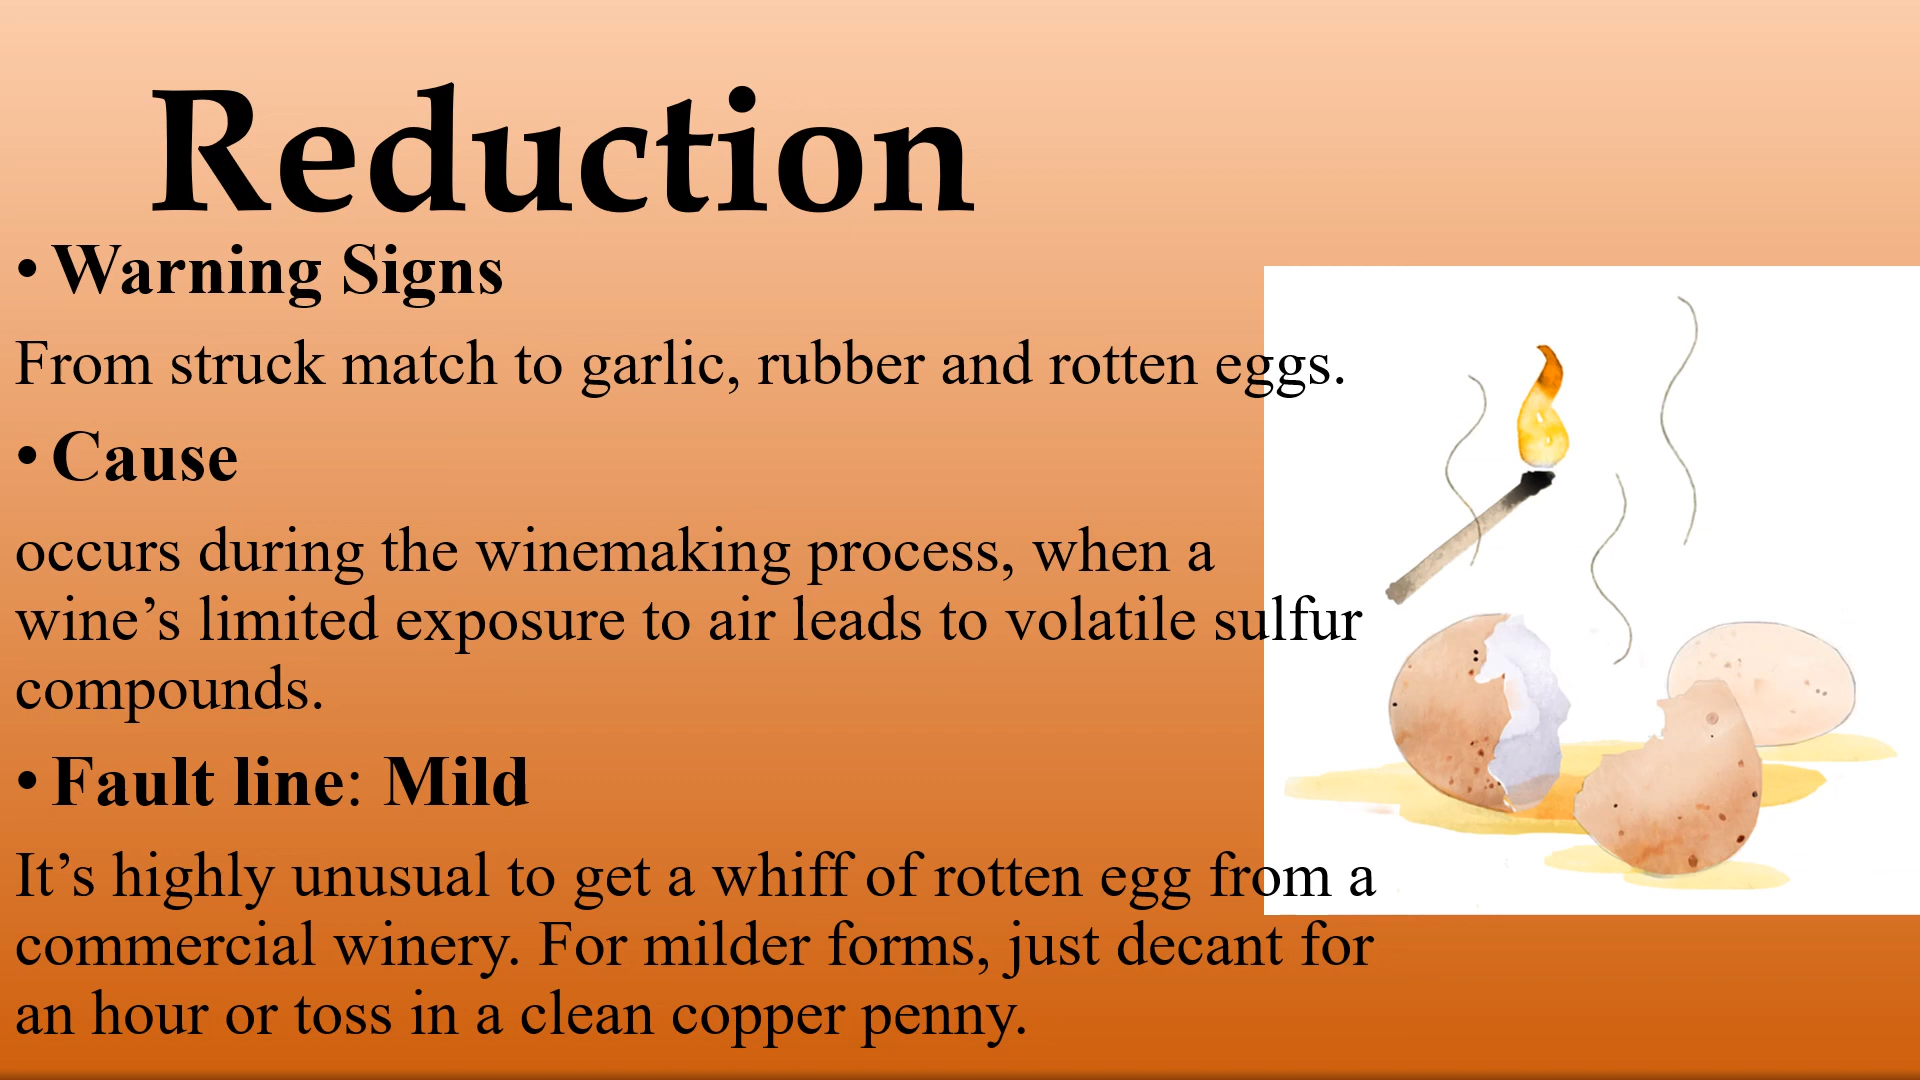 Reduction
• Warning Signs
From struck match to garlic, rubber and rotten eggs.
• Cause
occurs during the winemaking process, when a
wine’s limited exposure to air leads to volatile sulfur
compounds.
• Fault line: Mild
It’s highly unusual to get a whiff of rotten egg from a
commercial winery. For milder forms, just decant for
an hour or toss in a clean copper penny.